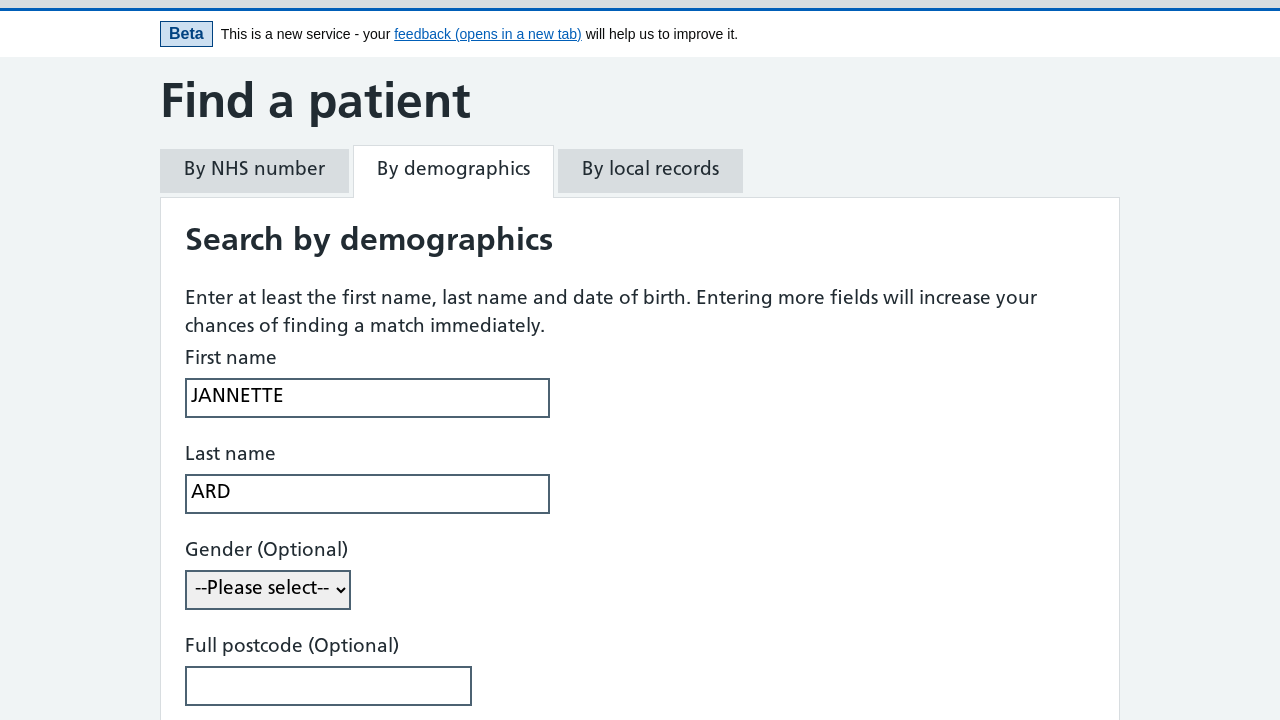 Beta This is a new service - your feedback (opens in a new tab) will help us to improve it.
Find a patient
By NHS number By demographics By local records
Search by demographics
Enter at least the first name, last name and date of birth. Entering more fields will increase your
chances of finding a match immediately.
First name
JANNETTE
Last name
ARD
Gender (Optional)
--Please select--
Full postcode (Optional)